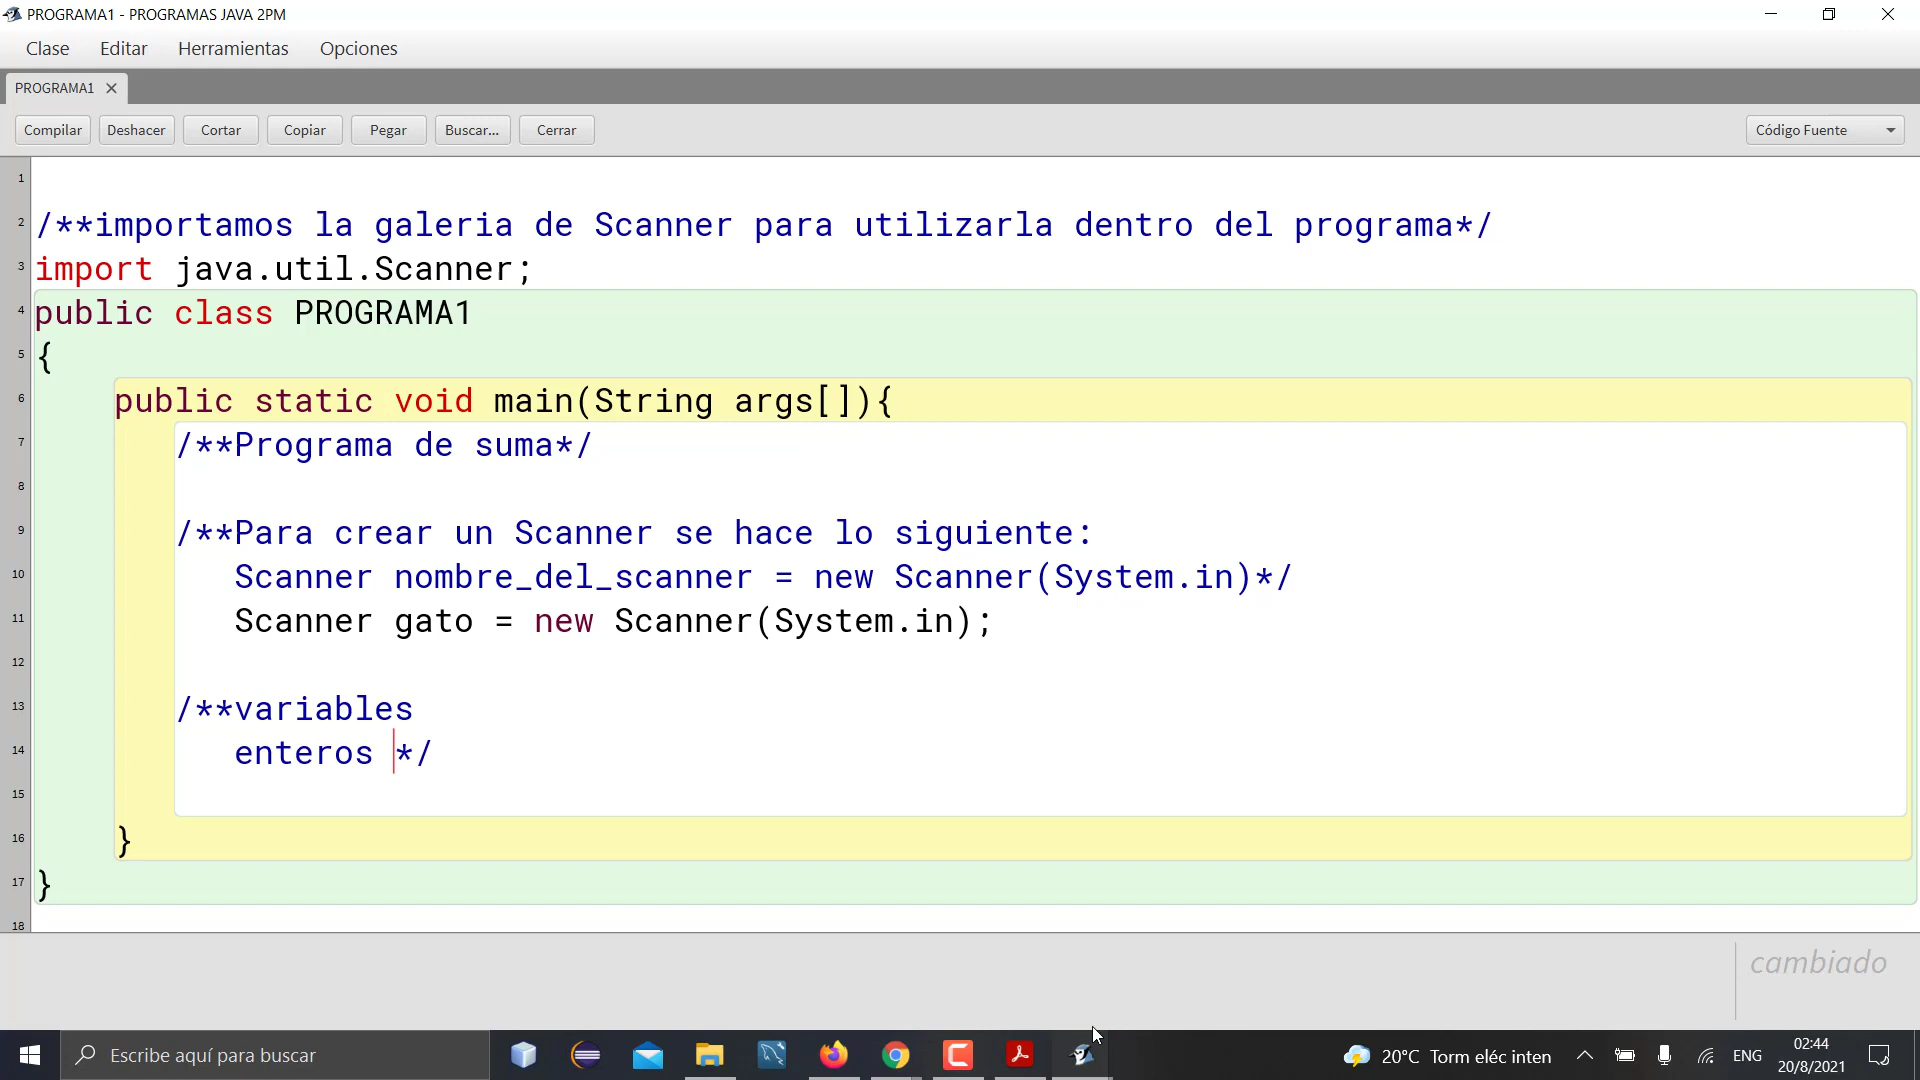 PROGRAMA1 - PROGRAMAS JAVA 2PM
Clase Editar Herramientas Opciones
PROGRAMA1
Compilar Deshacer Cortar Copiar Pegar Buscar... Cerrar Código Fuente
1
2 /**importamos la galeria de Scanner para utilizarla dentro del programa*/
3 import java.util.Scanner;
4 public class PROGRAMA1
5 {
6 public static void main(String args[]){
7 /**Programa de suma*/
8
9 /**Para crear un Scanner se hace lo siguiente:
10 Scanner nombre_del_scanner = new Scanner(System.in)*/
11 Scanner gato = new Scanner(System.in);
12
13 /**variables
14 enteros */
15
16 }
17 }
18
cambiado
Escribe aquí para buscar 20°C Torm eléc inten ENG 02:44
20/8/2021